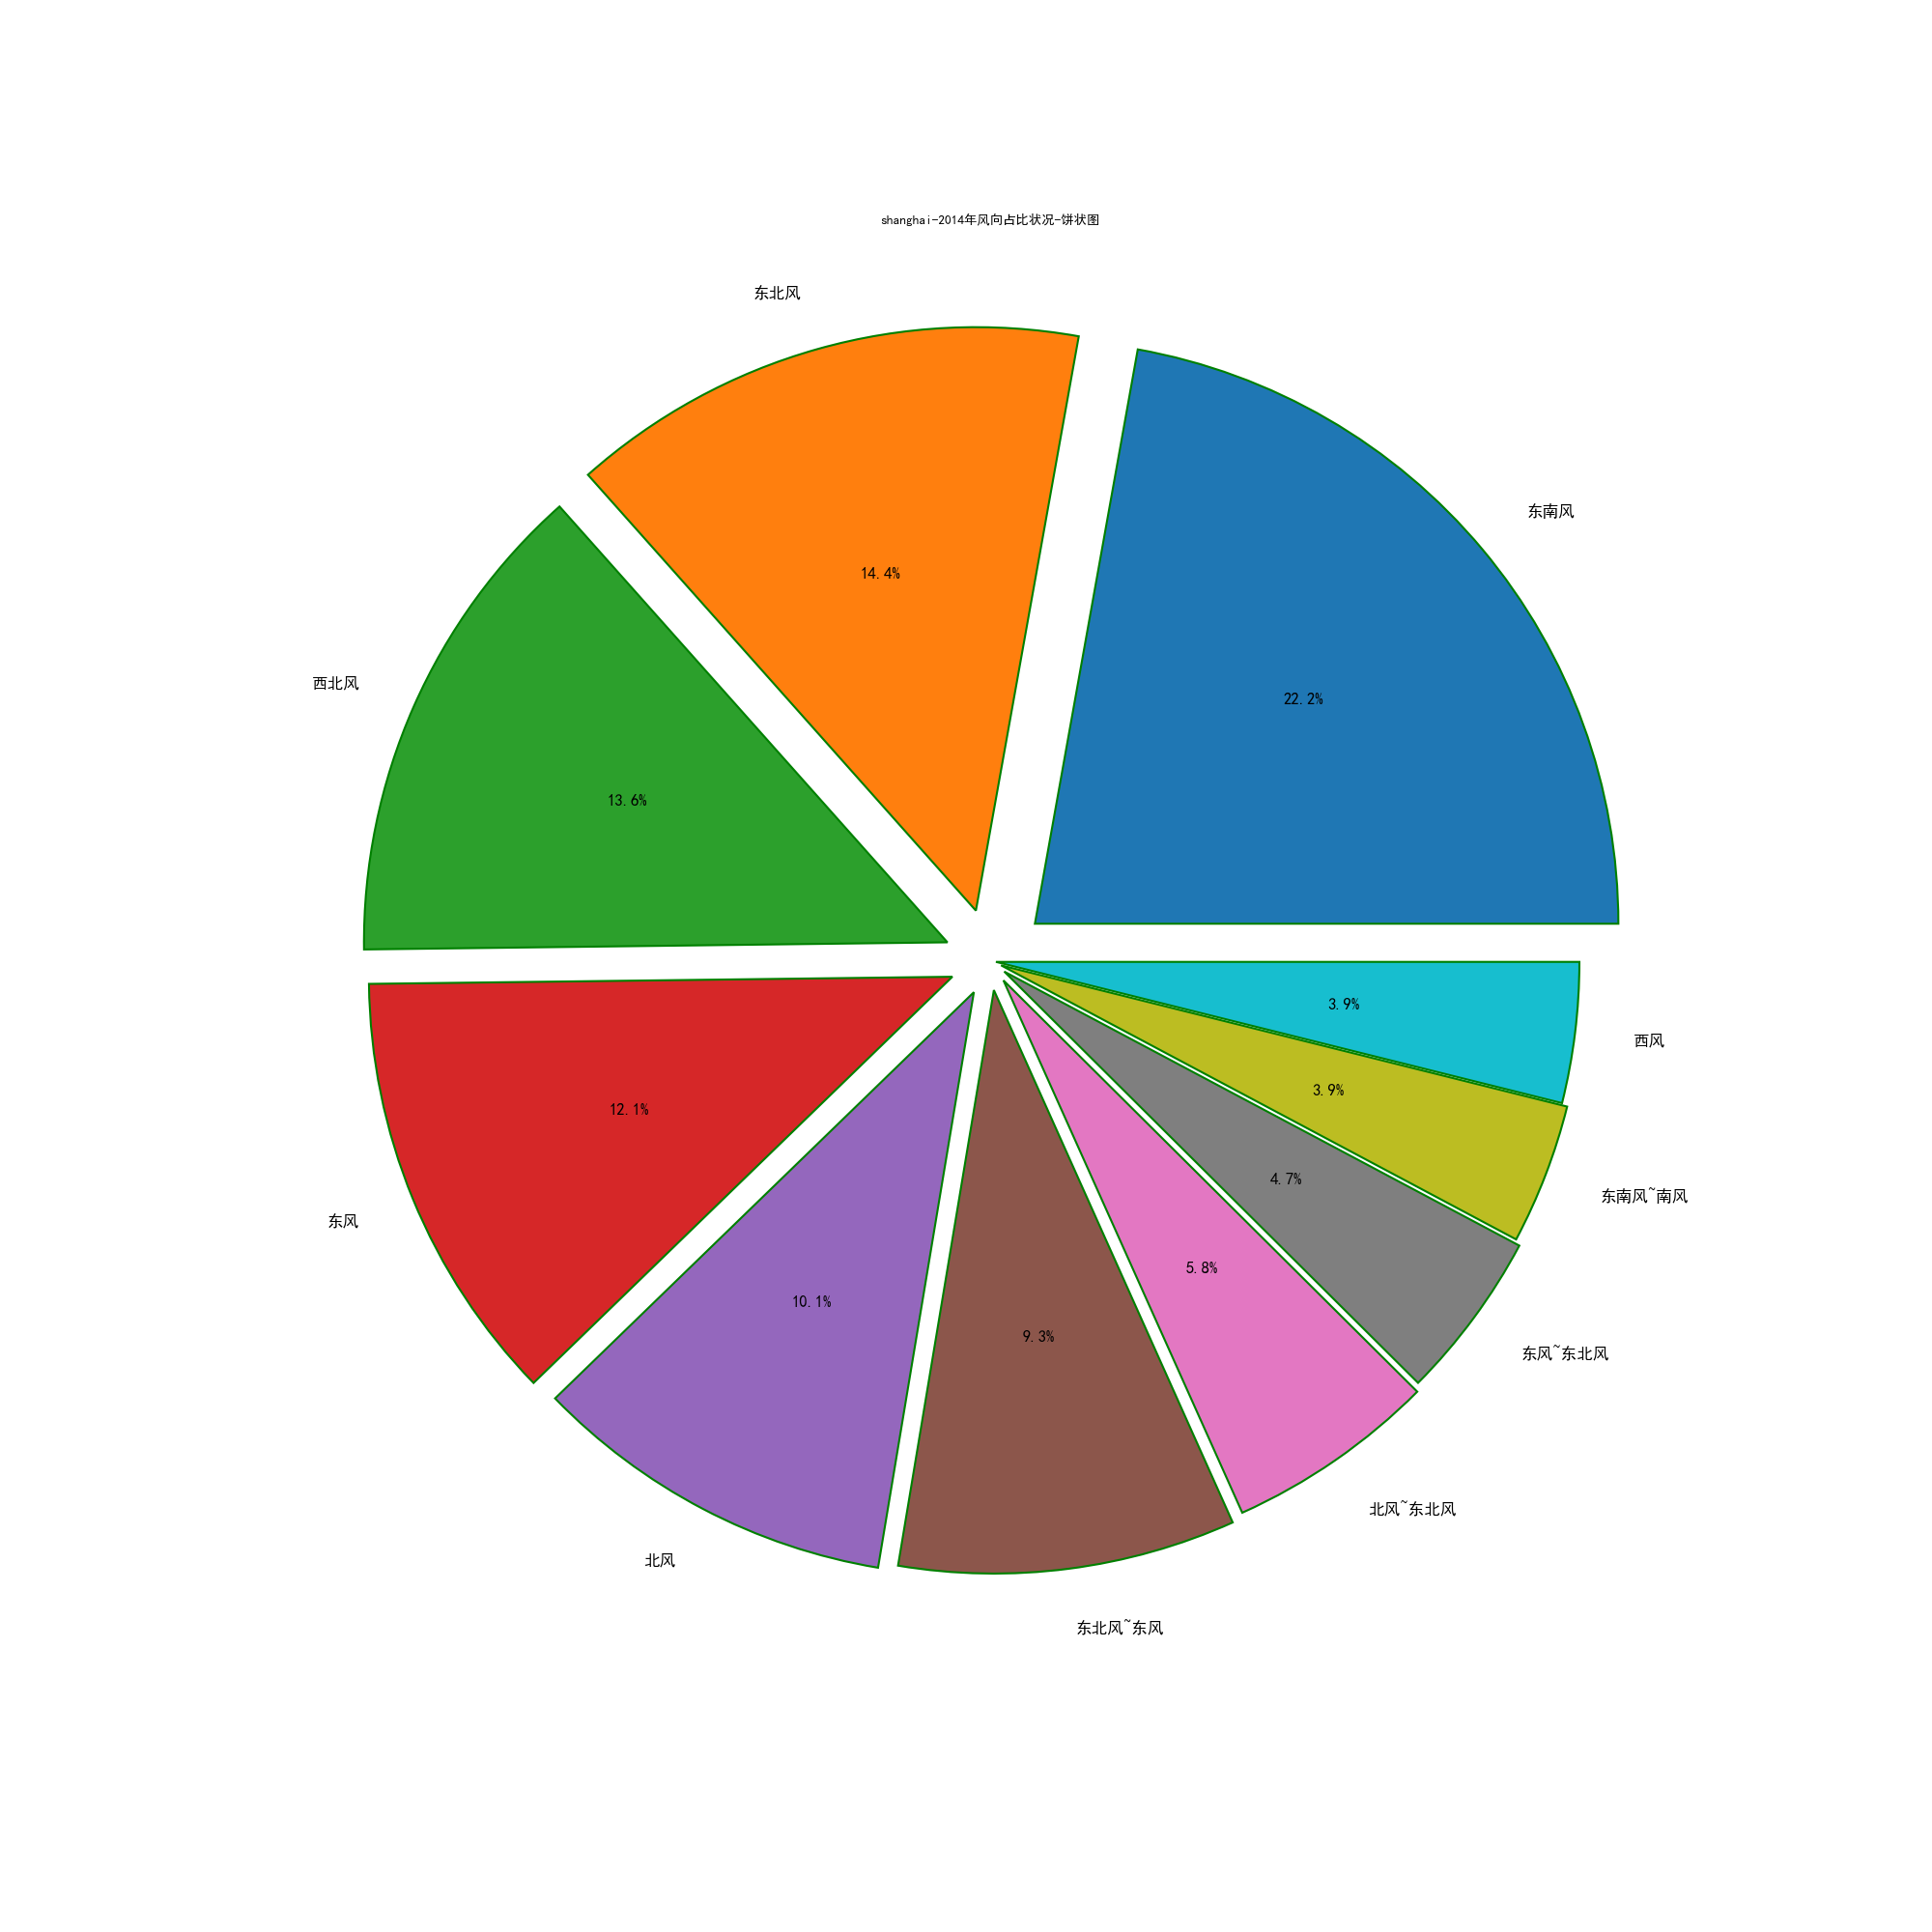 shanghai-2014年风向占比状况-饼状图
东北风
东南风
14.4%
西北风
22.2%
13.6%
3.9%
西风
3.9%
12.1%
4.7%
东南风~南风
东风
5.8%
10.1%
9.3%
东风~东北风
北风~东北风
北风
东北风~东风